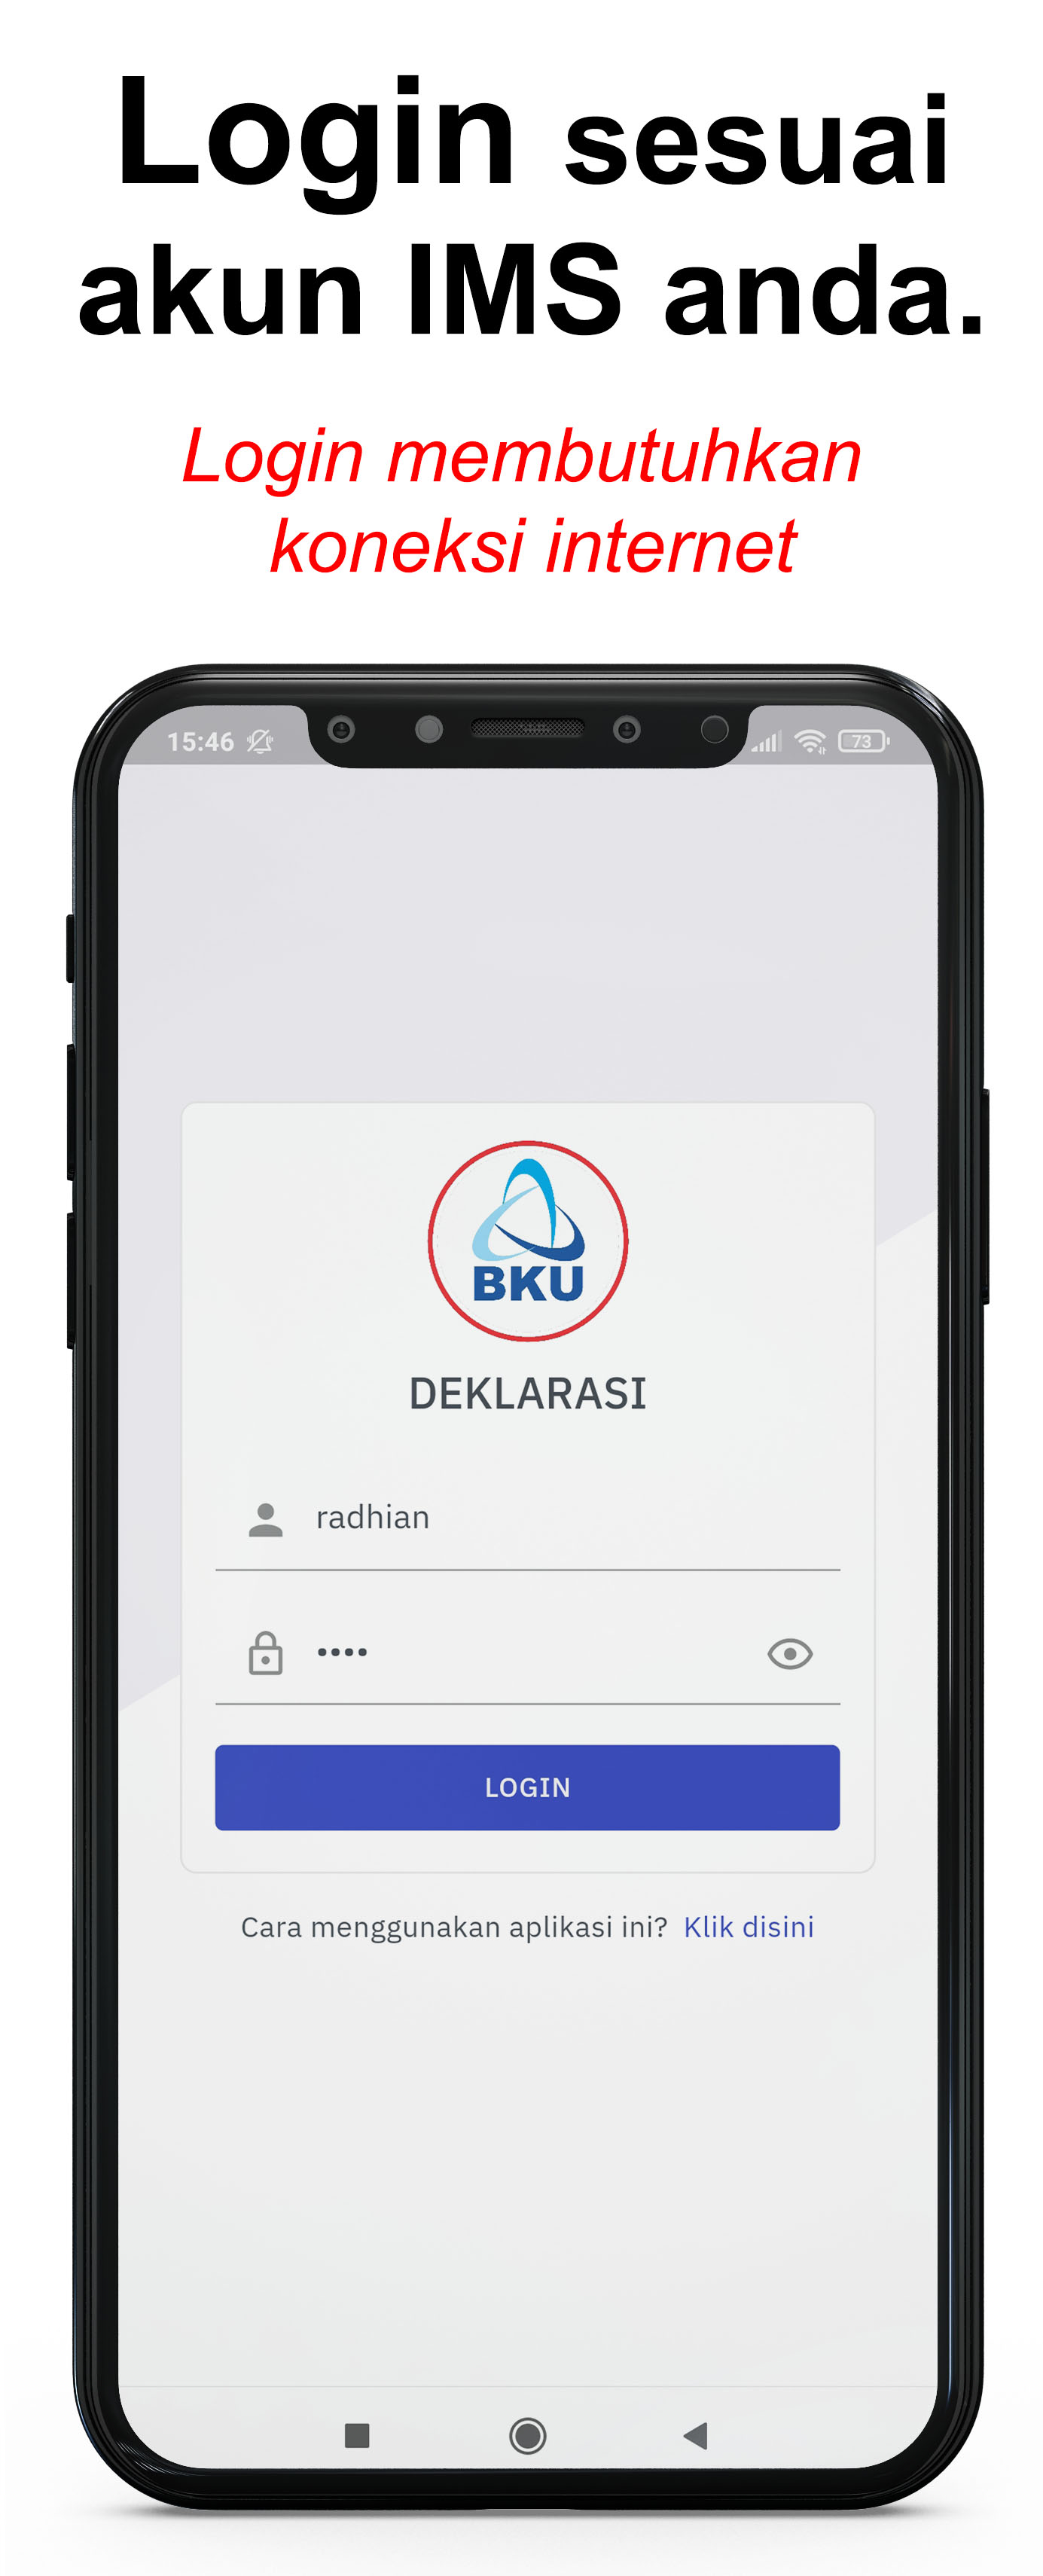 Login sesuai
akun IMS anda.
Login membutuhkan
koneksi internet
15:46
73
BKU
DEKLARASI
radhian
••••
LOGIN
Cara menggunakan aplikasi ini? Klik disini